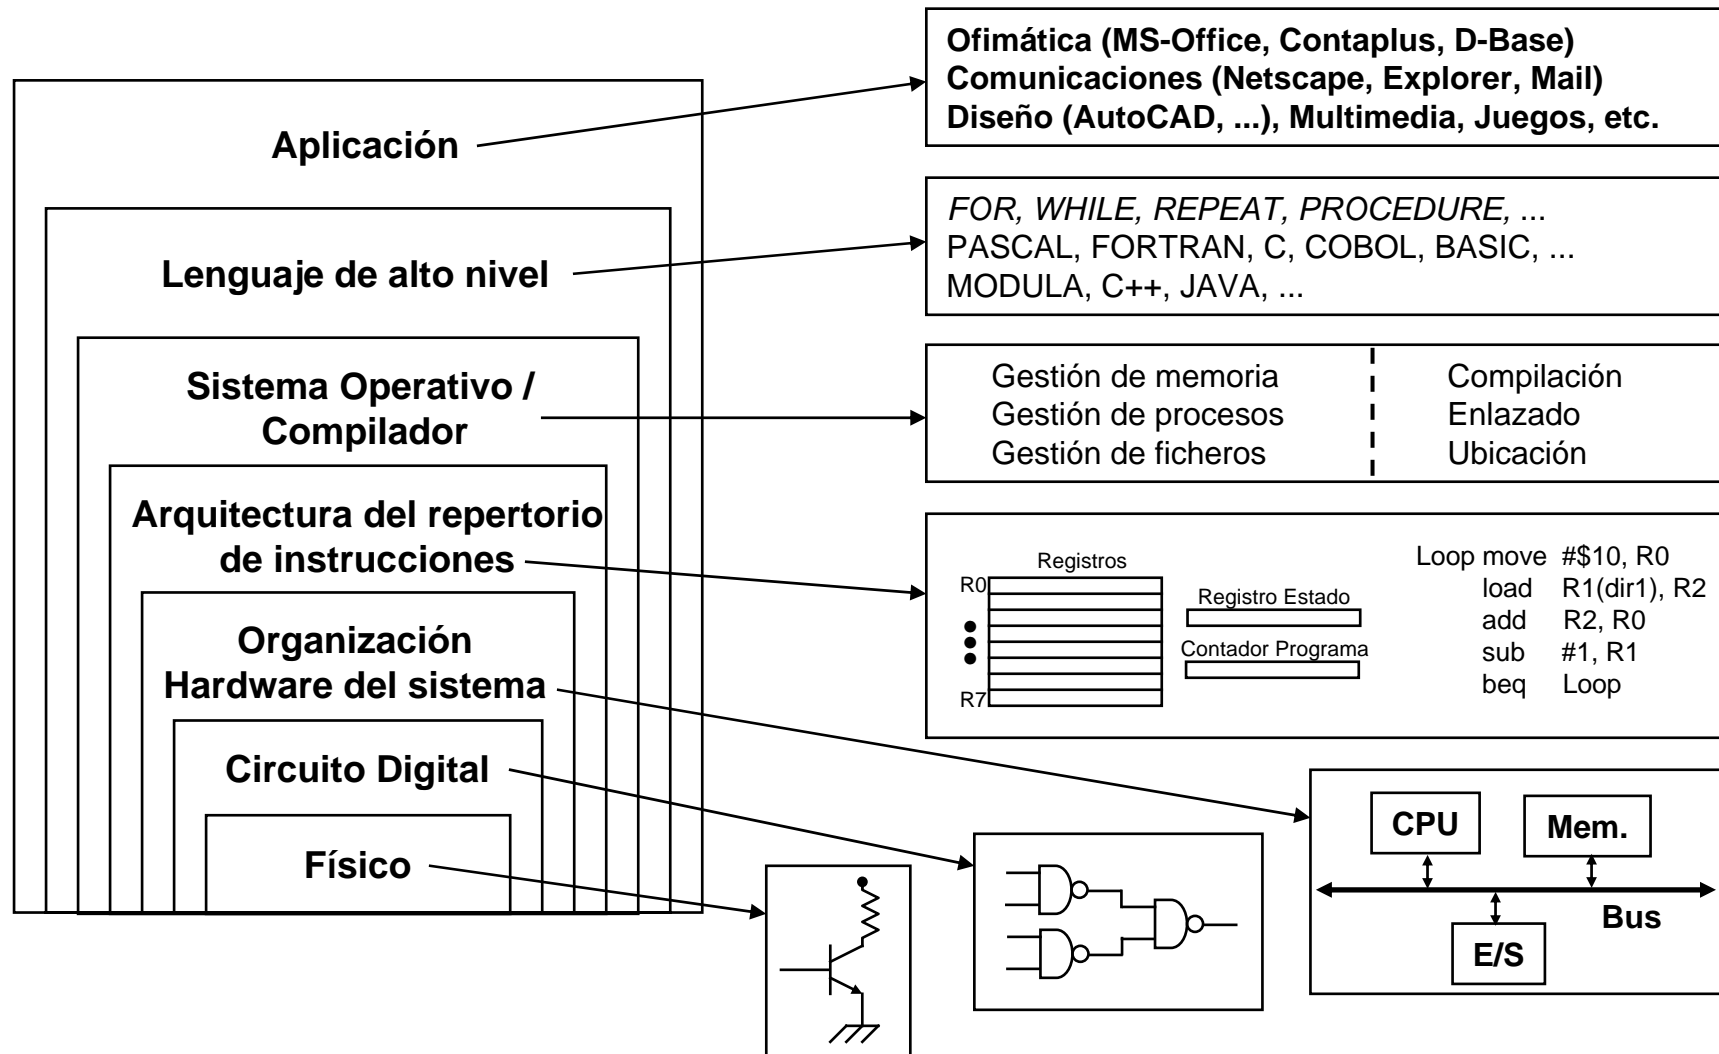 Ofimática (MS-Office, Contaplus, D-Base)
Comunicaciones (Netscape, Explorer, Mail)
Diseño (AutoCAD, ...), Multimedia, Juegos, etc.
Aplicación
FOR, WHILE, REPEAT, PROCEDURE, ...
PASCAL, FORTRAN, C, COBOL, BASIC, ...
MODULA, C++, JAVA, ...
Lenguaje de alto nivel
Sistema Operativo /
Compilador
Gestión de memoria
Gestión de procesos
Gestión de ficheros
Compilación
Enlazado
Ubicación
Arquitectura del repertorio
de instrucciones
Registros
R0
R7
Registro Estado
Contador Programa
Loop move #$10, R0
load R1(dir1), R2
add R2, R0
sub #1, R1
beq Loop
Organización
Hardware del sistema
Circuito Digital
Físico
CPU
Mem.
Bus
E/S